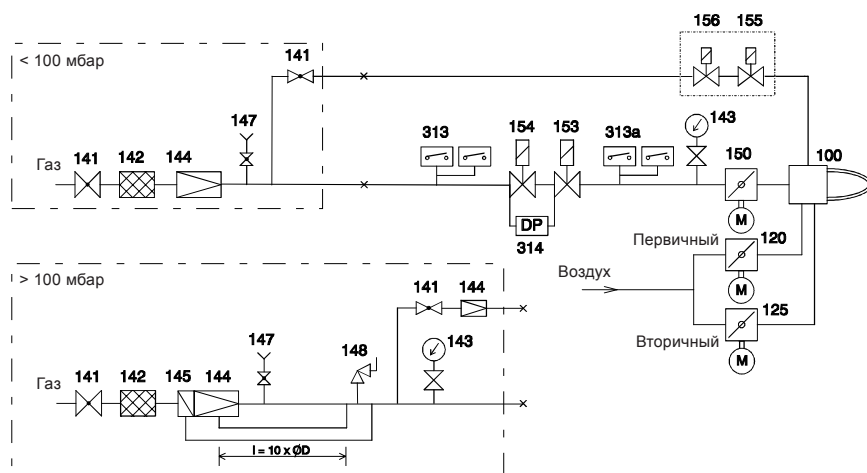 156 155
< 100 мбар
141
147
143
313
154 153
313a
Газ
141 142 144
150
100
M
DP
314
Первичный
120
M
> 100 мбар
Воздух
141 144
125
147
148
143
Вторичный
M
Газ
141 142 145 144
l = 10 x ØD